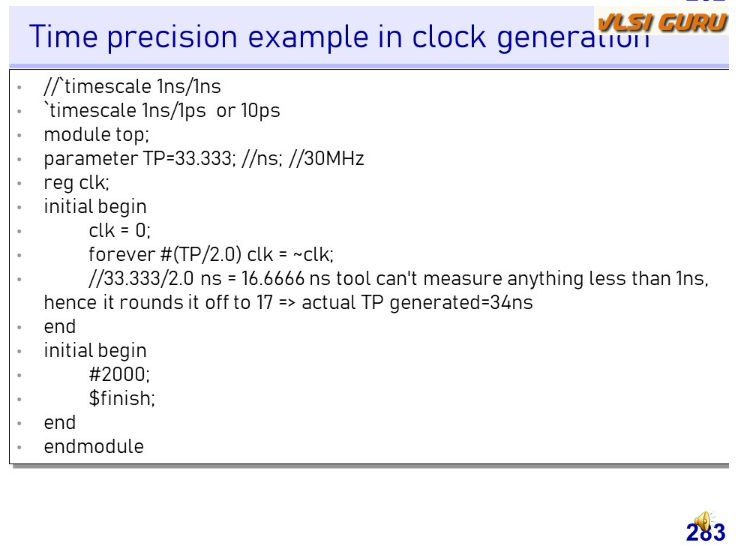 Time precision example in clock generation
VLSI GURU
• //`timescale 1ns/1ns
• `timescale 1ns/1ps or 10ps
• module top;
• parameter TP=33.333; //ns; //30MHz
• reg clk;
• initial begin
• clk = 0;
• forever #(TP/2.0) clk = ~clk;
• //33.333/2.0 ns = 16.6666 ns tool can't measure anything less than 1ns,
hence it rounds it off to 17 => actual TP generated=34ns
• end
• initial begin
• #2000;
• $finish;
• end
• endmodule
283